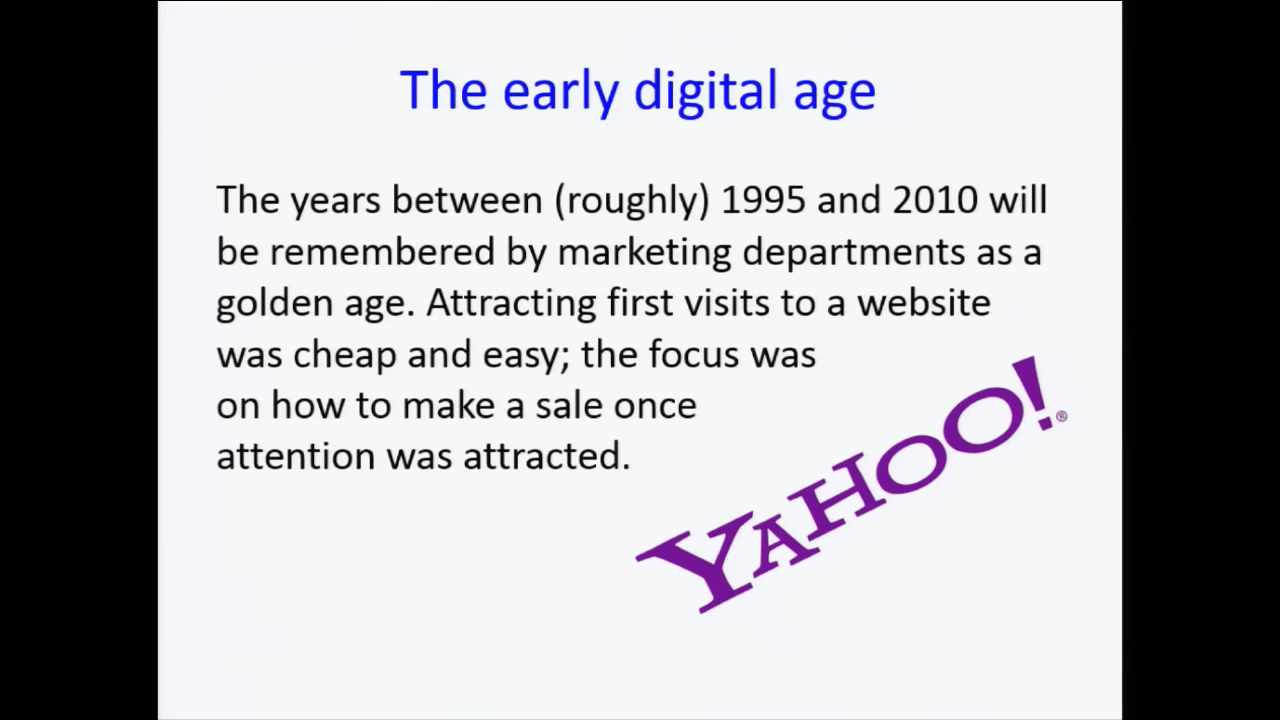 The early digital age
The years between (roughly) 1995 and 2010 will
be remembered by marketing departments as a
golden age. Attracting first visits to a website
was cheap and easy; the focus was
on how to make a sale once
attention was attracted.
YAHOO!®